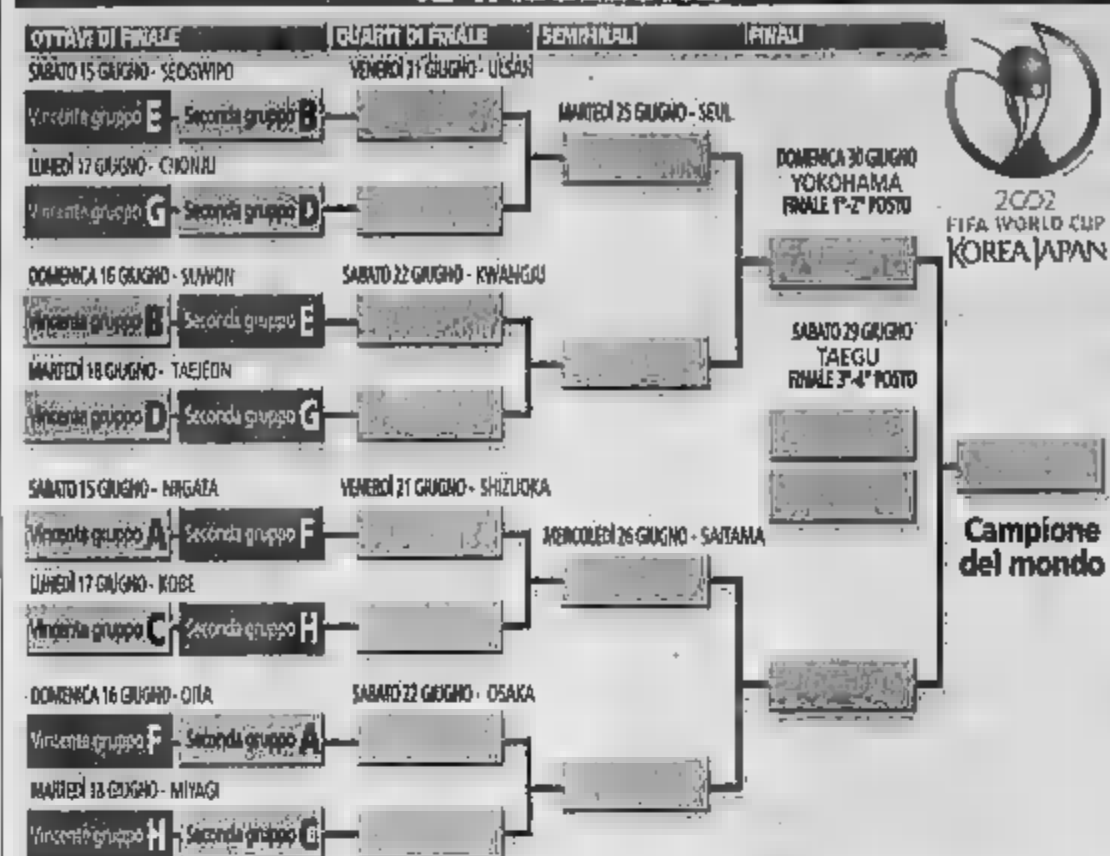 OTTAVI DI FINALE
QUARTI DI FINALE
SEMIFINALI
FINALI
SABATO 15 GIUGNO - SEOGWIPO
Vincente gruppo E
Seconda gruppo B
LUNEDÌ 17 GIUGNO - CHONJU
Vincente gruppo G
Seconda gruppo D
DOMENICA 16 GIUGNO - SUWON
Vincente gruppo B
Seconda gruppo E
MARTEDÌ 18 GIUGNO - TAEJEON
Vincente gruppo D
Seconda gruppo G
SABATO 15 GIUGNO - NIIGATA
Vincente gruppo A
Seconda gruppo F
LUNEDÌ 17 GIUGNO - KOBE
Vincente gruppo C
Seconda gruppo H
DOMENICA 16 GIUGNO - OITA
Vincente gruppo F
Seconda gruppo A
MARTEDÌ 18 GIUGNO - MIYAGI
Vincente gruppo H
Seconda gruppo C
VENERDÌ 21 GIUGNO - ULSAN
SABATO 22 GIUGNO - KWANGJU
VENERDÌ 21 GIUGNO - SHIZUOKA
SABATO 22 GIUGNO - OSAKA
MARTEDÌ 25 GIUGNO - SEUL
MERCOLEDÌ 26 GIUGNO - SAITAMA
DOMENICA 30 GIUGNO
YOKOHAMA
FINALE 1°-2° POSTO
SABATO 29 GIUGNO
TAEGU
FINALE 3°-4° POSTO
Campione
del mondo
2002
FIFA WORLD CUP
KOREA JAPAN